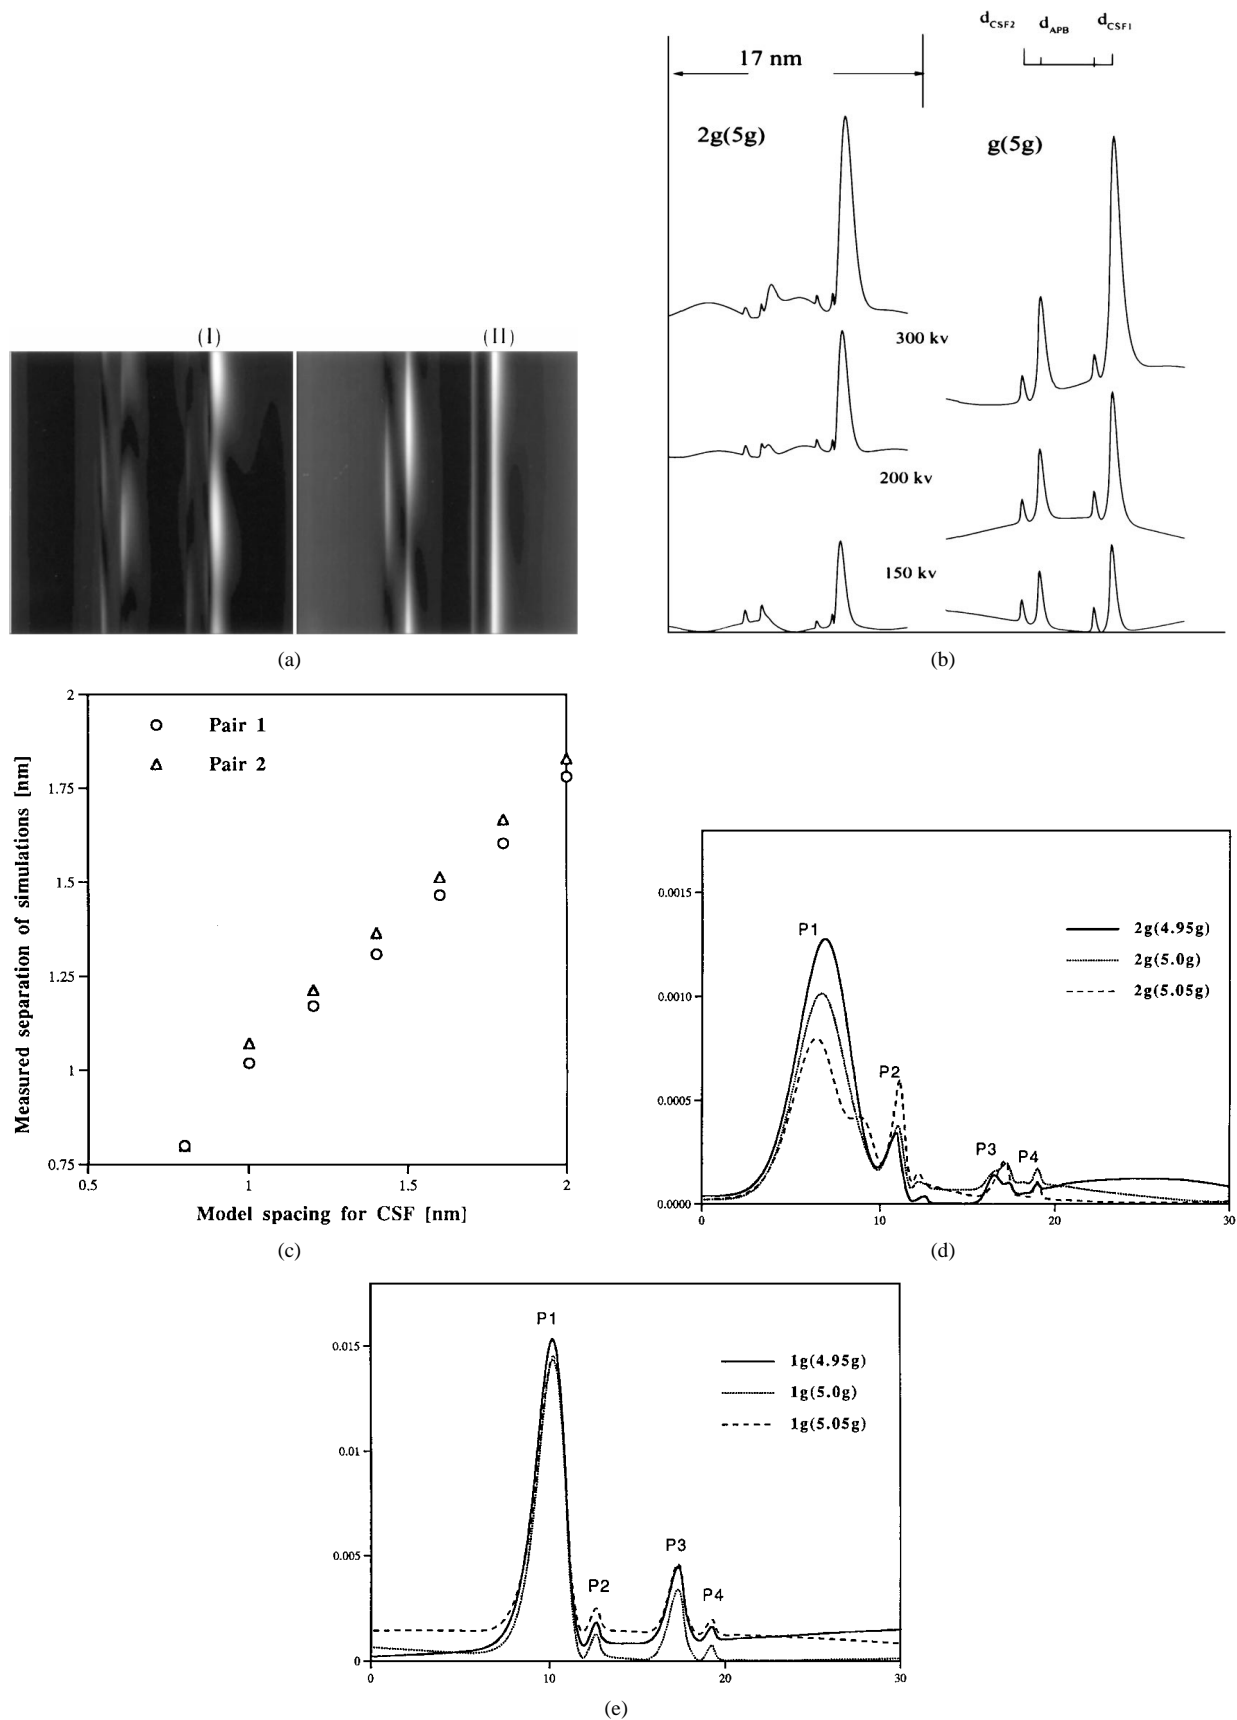 (I)
(II)
(a)
dCSF2
dAPB
dCSF1
17 nm
2g(5g)
g(5g)
300 kv
200 kv
150 kv
(b)
2
1.75
1.5
1.25
1
0.75
0.5
1
1.5
2
Pair 1
Pair 2
Measured separation of simulations [nm]
Model spacing for CSF [nm]
(c)
0.0015
0.0010
0.0005
0.0000
0
10
20
30
P1
P2
P3
P4
2g(4.95g)
2g(5.0g)
2g(5.05g)
(d)
0.015
0.01
0.005
0
0
10
20
30
P1
P2
P3
P4
1g(4.95g)
1g(5.0g)
1g(5.05g)
(e)